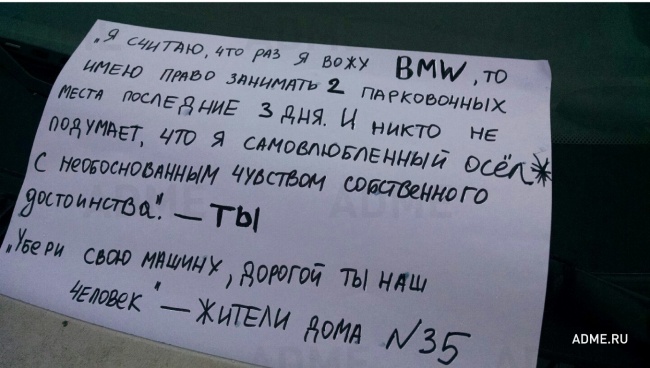 „Я СЧИТАЮ, ЧТО РАЗ Я ВОЖУ BMW, ТО
ИМЕЮ ПРАВО ЗАНИМАТЬ 2 ПАРКОВОЧНЫХ
МЕСТА ПОСЛЕДНИЕ 3 ДНЯ. И НИКТО НЕ
ПОДУМАЕТ, ЧТО Я САМОВЛЮБЛЕННЫЙ ОСЁЛ*
С НЕОБОСНОВАННЫМ ЧУВСТВОМ СОБСТВЕННОГО
ДОСТОИНСТВА". — ТЫ
„УБЕРИ СВОЮ МАШИНУ, ДОРОГОЙ ТЫ НАШ
ЧЕЛОВЕК" — ЖИТЕЛИ ДОМА N35
ADME.RU